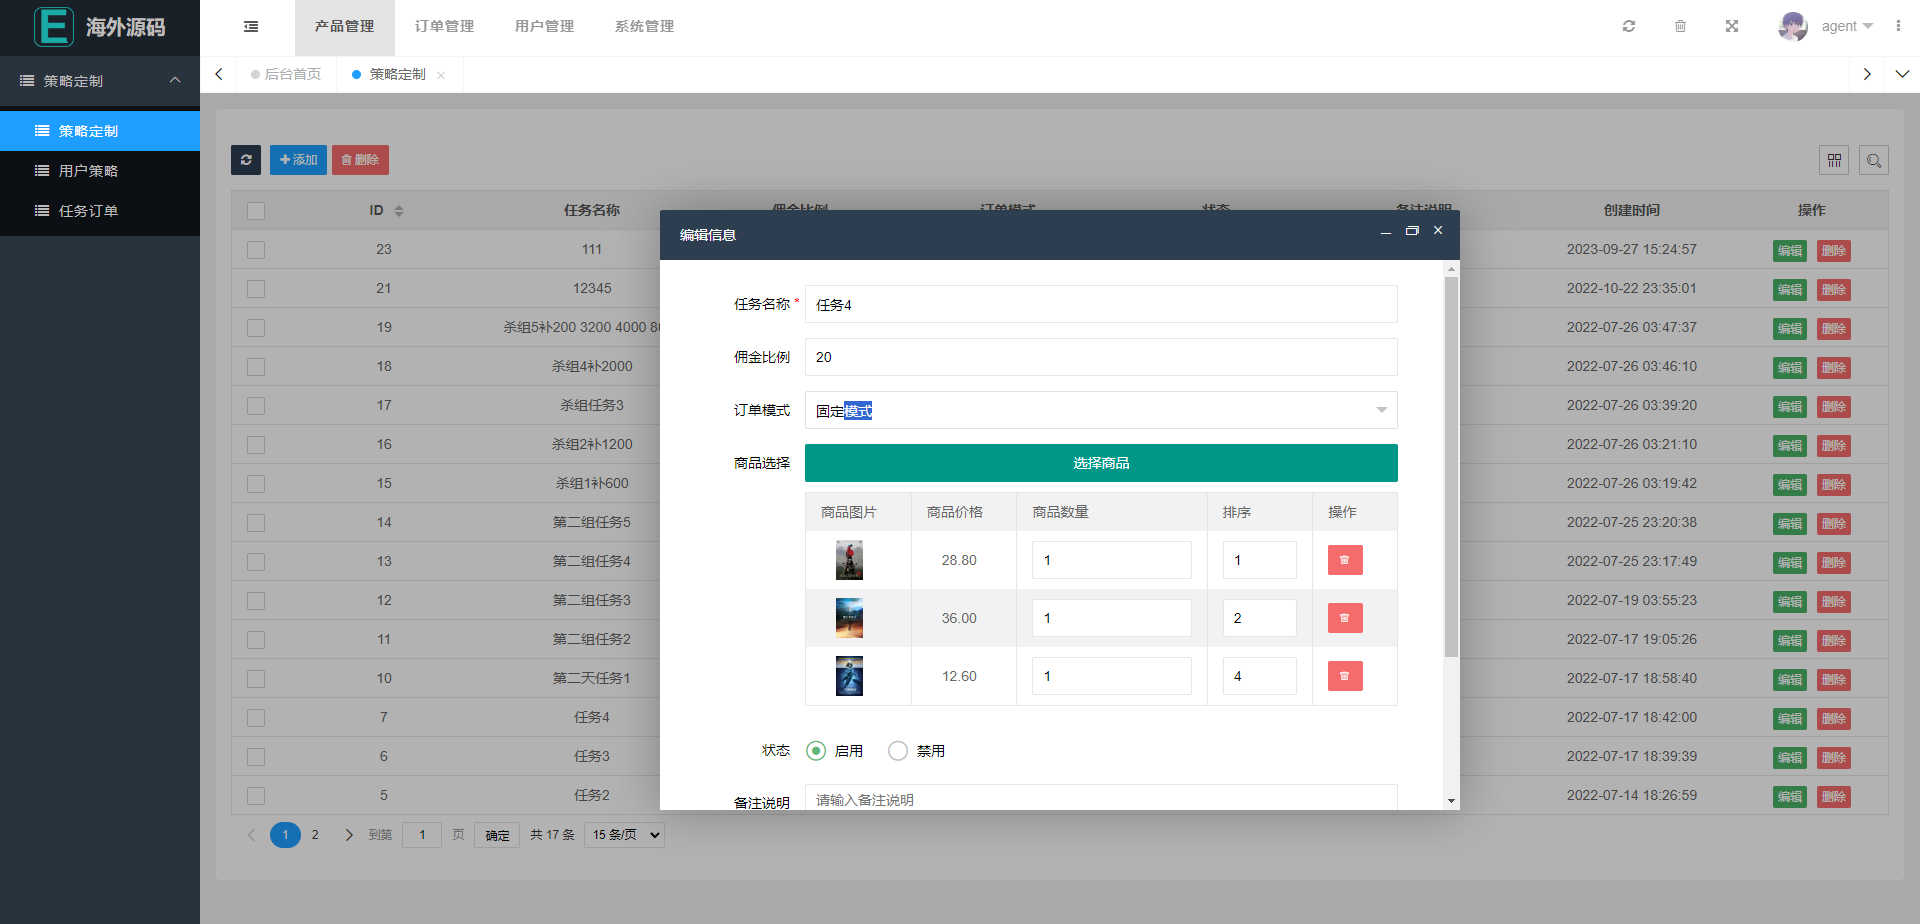 海外源码
产品管理 订单管理 用户管理 系统管理
agent
策略定制
后台首页 策略定制
策略定制
用户策略
任务订单
添加 删除
ID 任务名称 佣金比例 订单模式 状态 备注说明 创建时间 操作
23 111 2023-09-27 15:24:57 编辑 删除
21 12345 2022-10-22 23:35:01 编辑 删除
19 杀组5补200 3200 4000 2022-07-26 03:47:37 编辑 删除
18 杀组4补2000 2022-07-26 03:46:10 编辑 删除
17 杀组任务3 2022-07-26 03:39:20 编辑 删除
16 杀组2补1200 2022-07-26 03:21:10 编辑 删除
15 杀组1补600 2022-07-26 03:19:42 编辑 删除
14 第二组任务5 2022-07-25 23:20:38 编辑 删除
13 第二组任务4 2022-07-25 23:17:49 编辑 删除
12 第二组任务3 2022-07-19 03:55:23 编辑 删除
11 第二组任务2 2022-07-17 19:05:26 编辑 删除
10 第二天任务1 2022-07-17 18:58:40 编辑 删除
7 任务4 2022-07-17 18:42:00 编辑 删除
6 任务3 2022-07-17 18:39:39 编辑 删除
5 任务2 2022-07-14 18:26:59 编辑 删除
1 2 到第 1 页 确定 共 17 条 15 条/页
编辑信息
任务名称 * 任务4
佣金比例 20
订单模式 固定模式
商品选择 选择商品
商品图片 商品价格 商品数量 排序 操作
28.80 1 1
36.00 1 2
12.60 1 4
状态 启用 禁用
备注说明 请输入备注说明